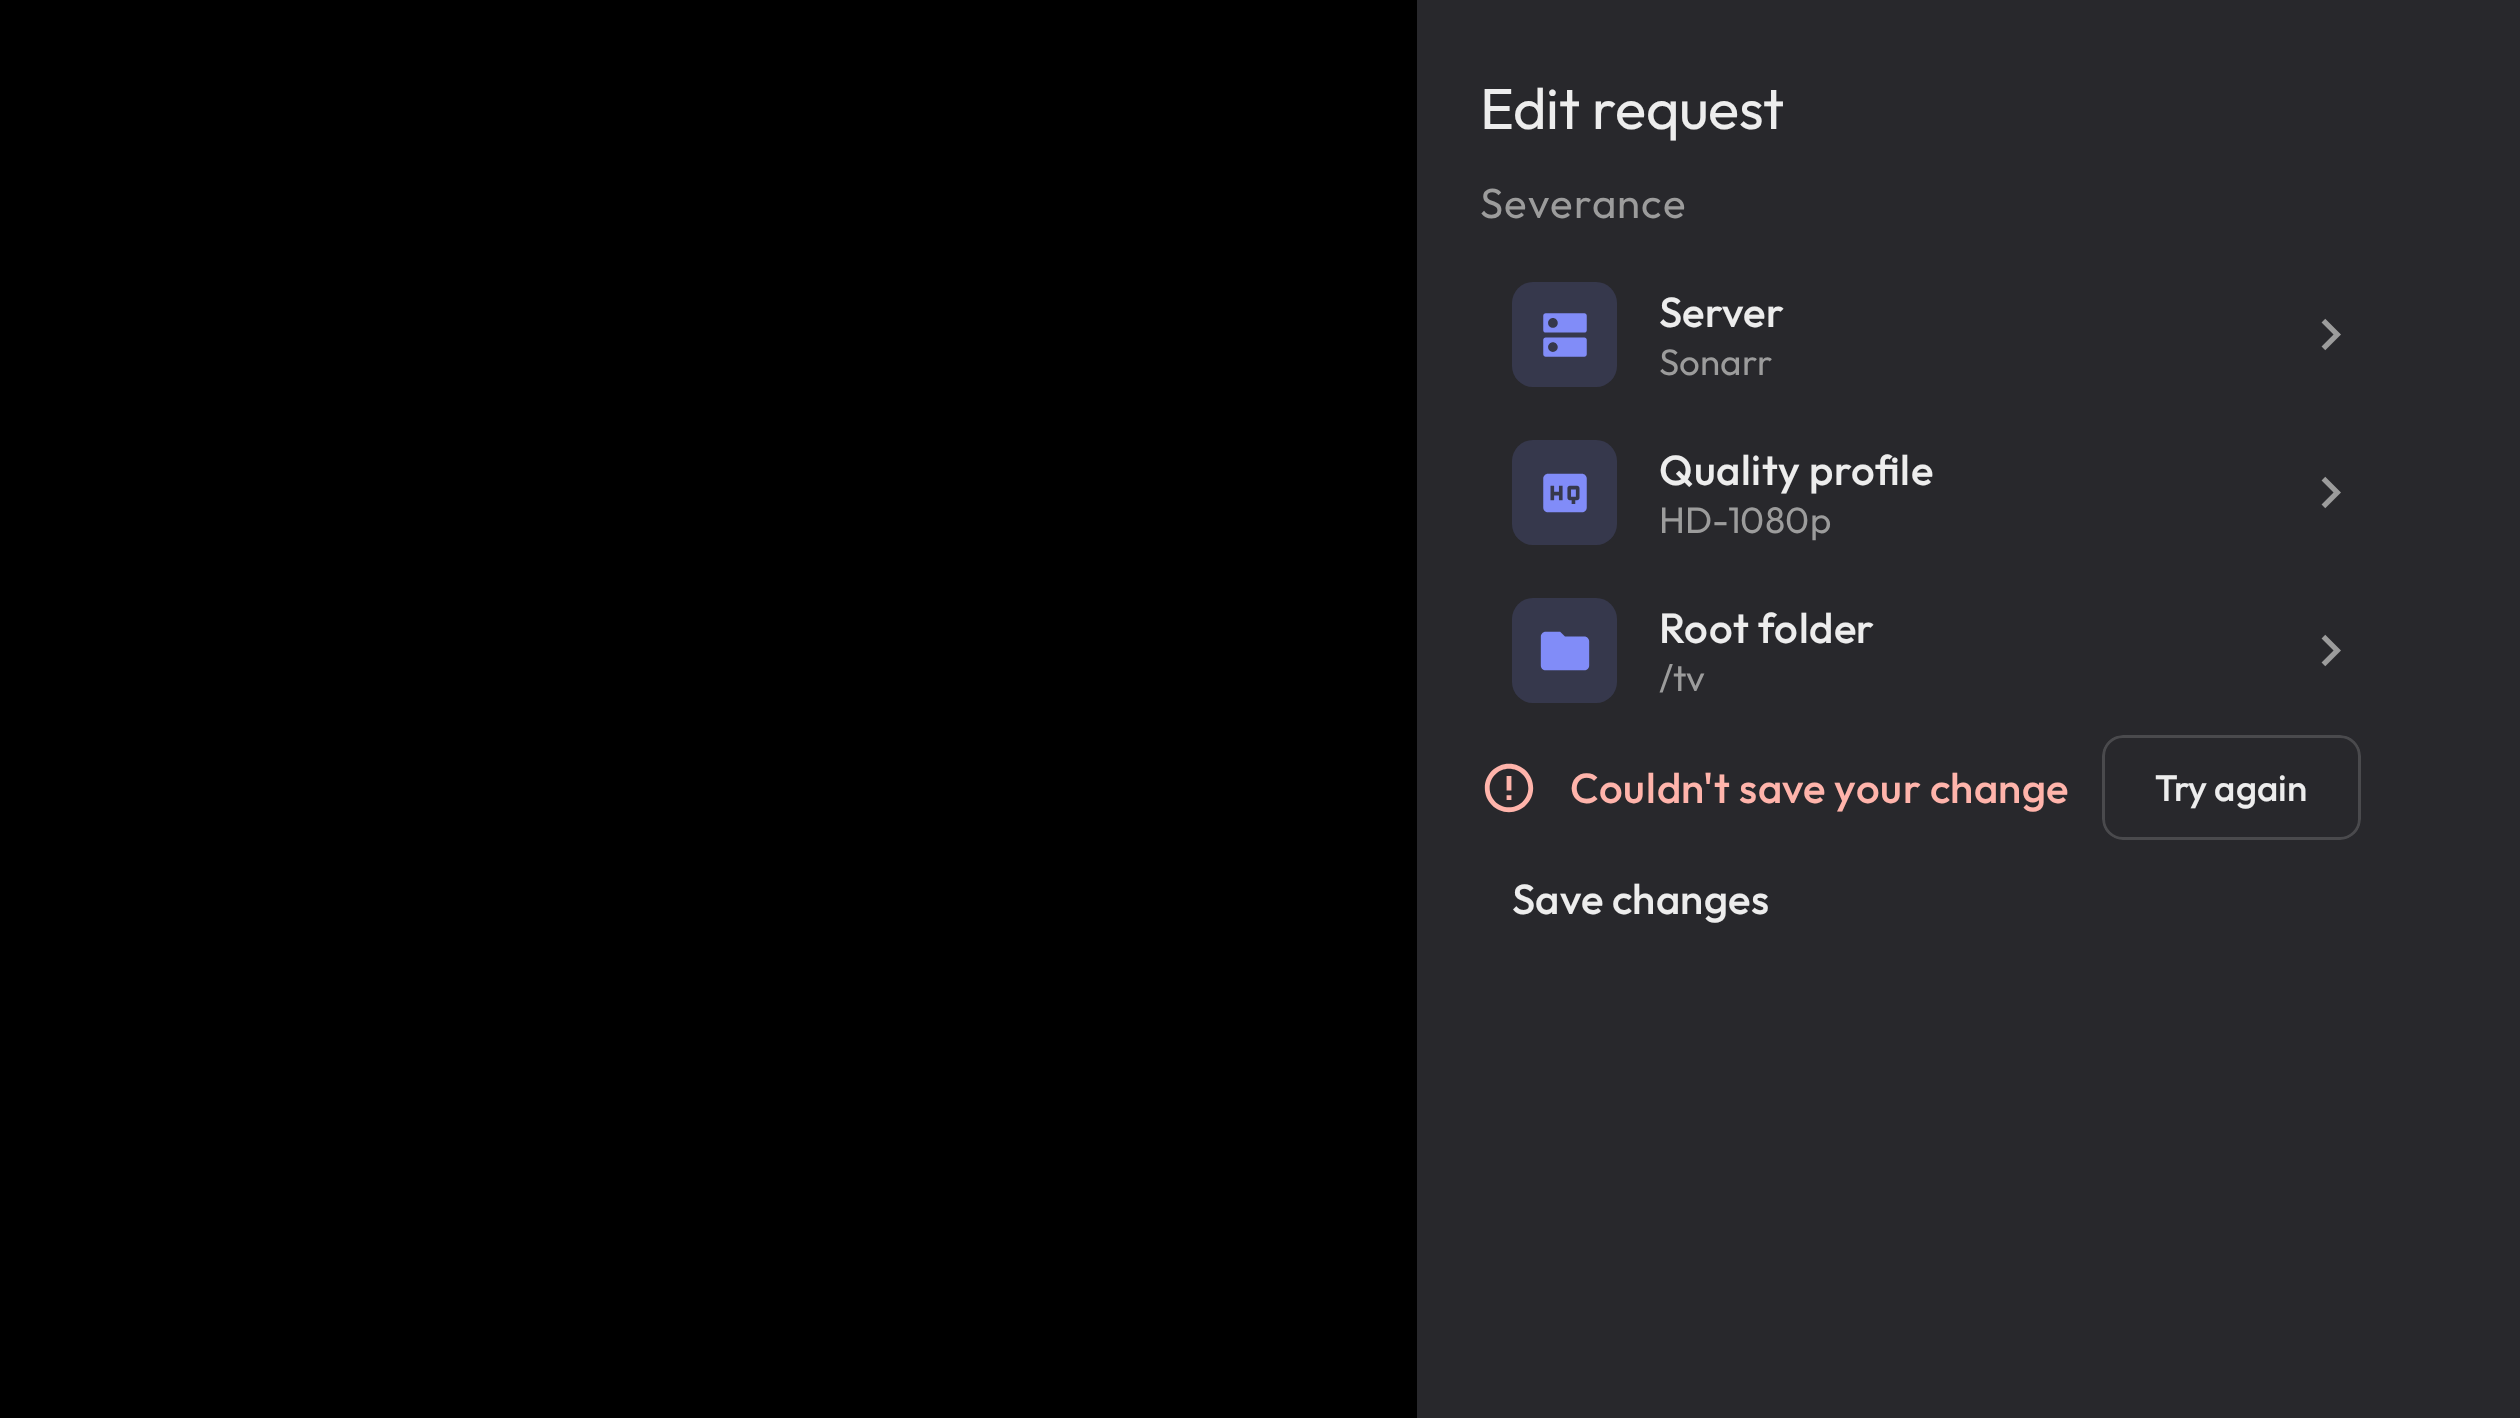 Edit request
Severance
Server
Sonarr
Quality profile
HQ
HD-1080p
Root folder
/tv
Couldn't save your change
Try again
Save changes